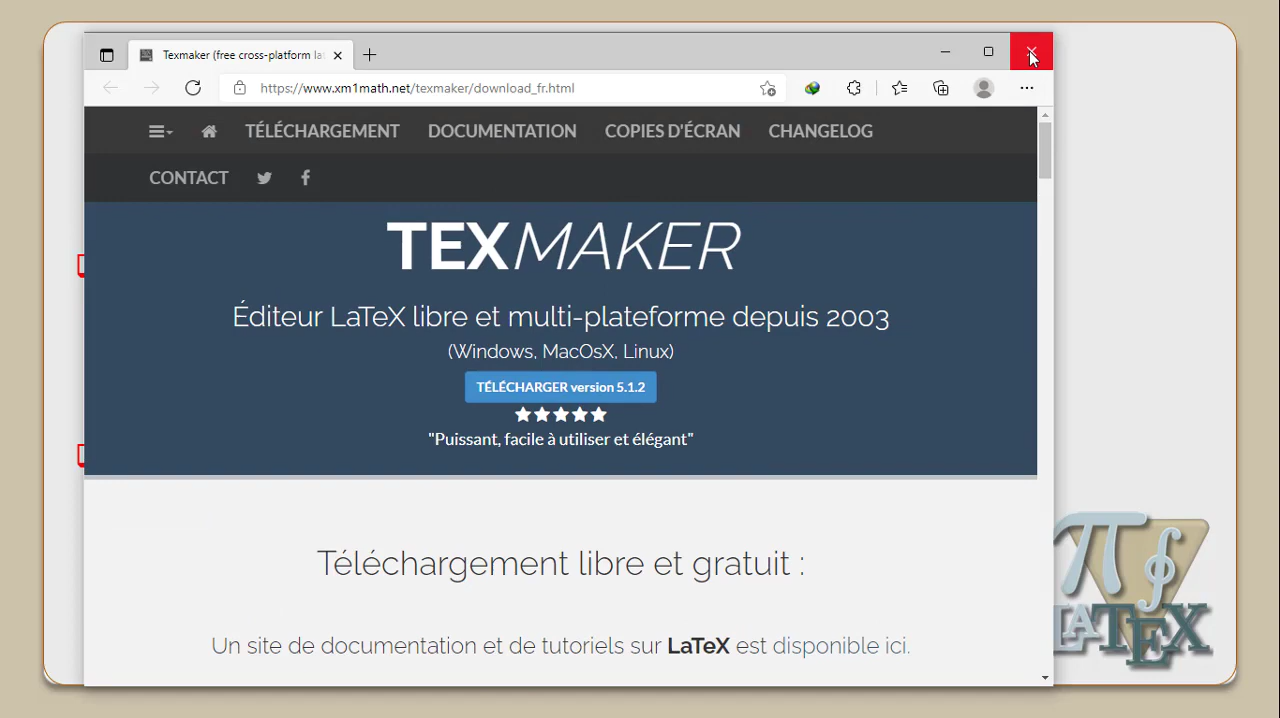 Texmaker (free cross-platform la
https://www.xm1math.net/texmaker/download_fr.html
TÉLÉCHARGEMENT DOCUMENTATION COPIES D'ÉCRAN CHANGELOG
CONTACT
TEXMAKER
Éditeur LaTeX libre et multi-plateforme depuis 2003
(Windows, MacOsX, Linux)
TÉLÉCHARGER version 5.1.2
"Puissant, facile à utiliser et élégant"
Téléchargement libre et gratuit :
Un site de documentation et de tutoriels sur LaTeX est disponible ici.
π∮
LATEX